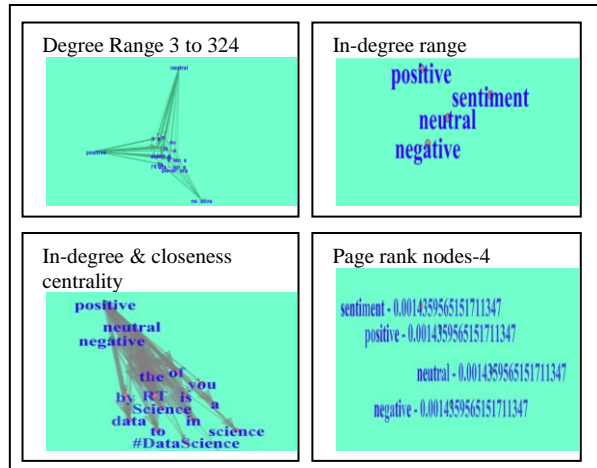 Degree Range 3 to 324
neutral
positive
In-degree range
positive
sentiment
neutral
negative
In-degree & closeness
centrality
positive
neutral
negative
the of
you
by RT is a
Science
data in science
to
#DataScience
Page rank nodes-4
sentiment - 0.0014359565151711347
positive - 0.0014359565151711347
neutral - 0.0014359565151711347
negative - 0.0014359565151711347